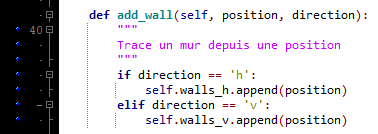 def add_wall(self, position, direction):
40
"""
Trace un mur depuis une position
"""
if direction == 'h':
self.walls_h.append(position)
elif direction == 'v':
self.walls_v.append(position)